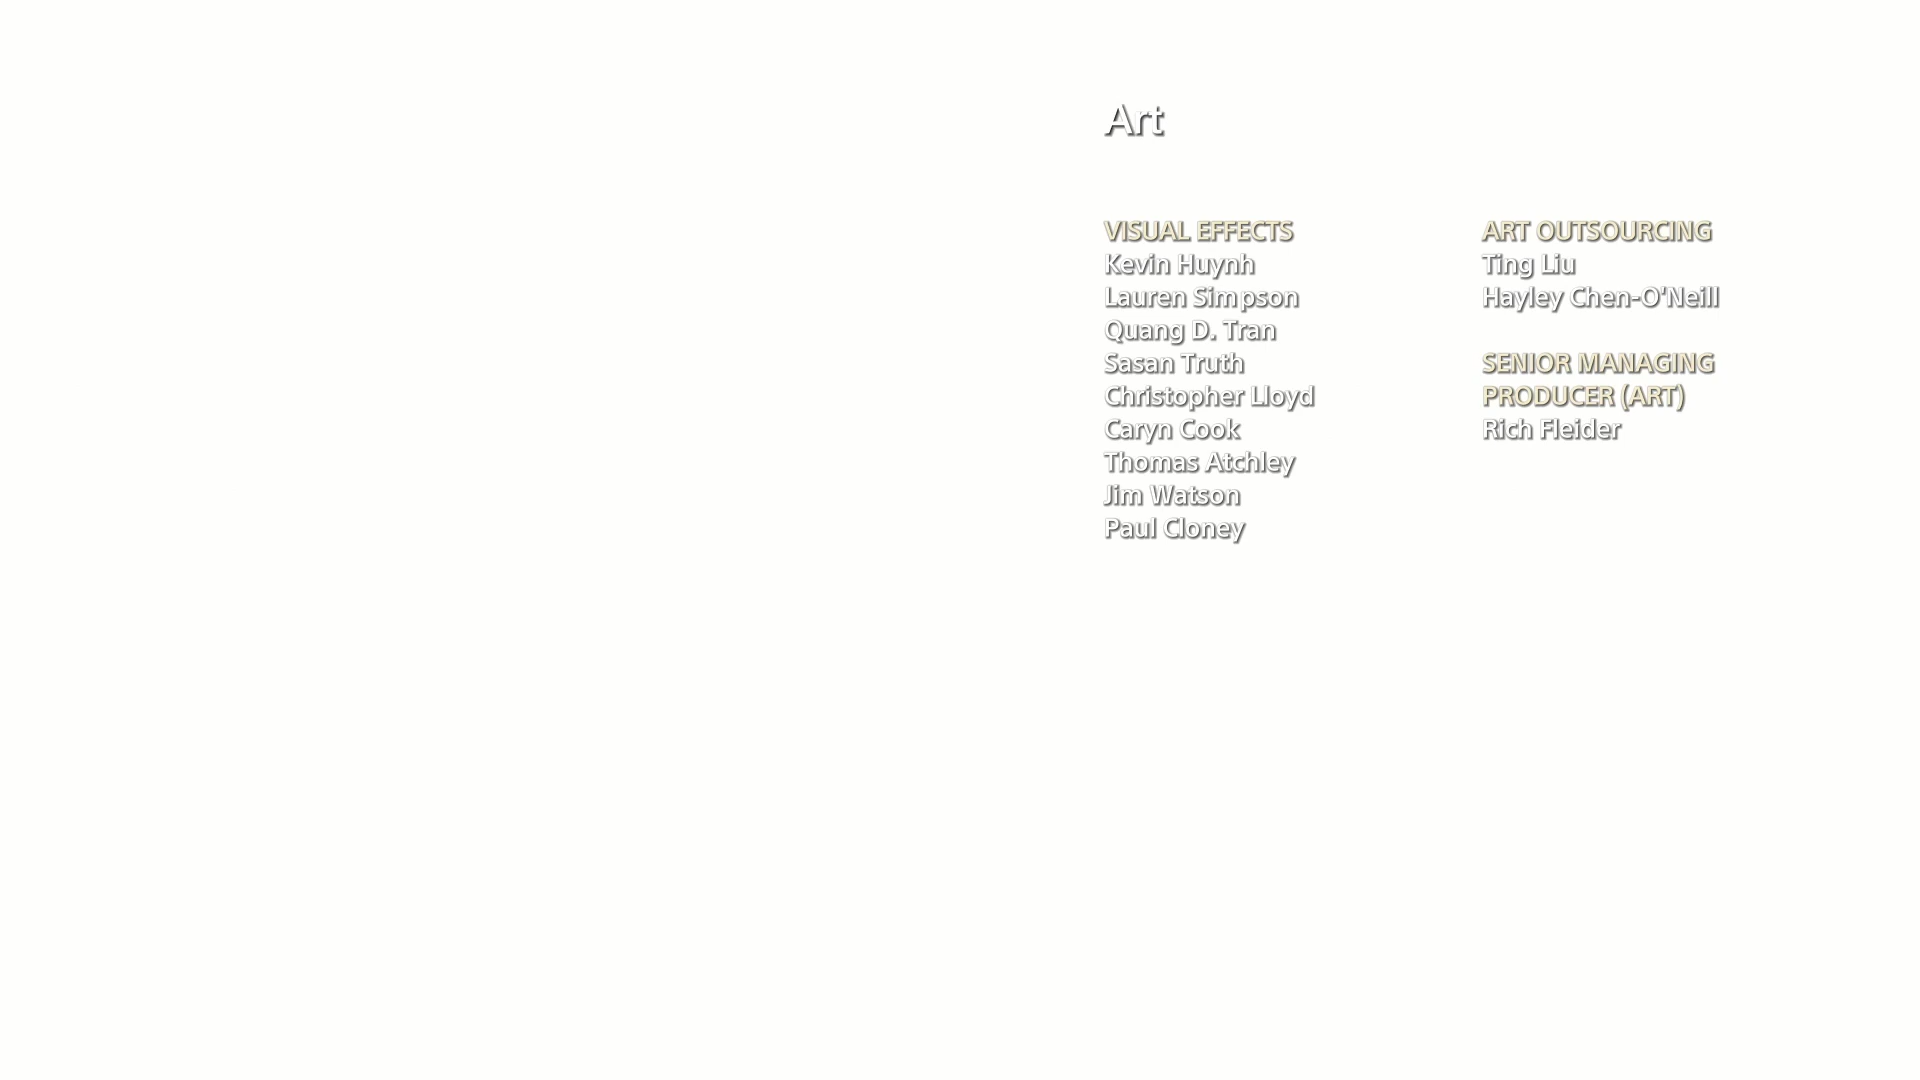 Art
VISUAL EFFECTS
Kevin Huynh
Lauren Simpson
Quang D. Tran
Sasan Truth
Christopher Lloyd
Caryn Cook
Thomas Atchley
Jim Watson
Paul Cloney
ART OUTSOURCING
Ting Liu
Hayley Chen-O'Neill
SENIOR MANAGING
PRODUCER (ART)
Rich Fleider